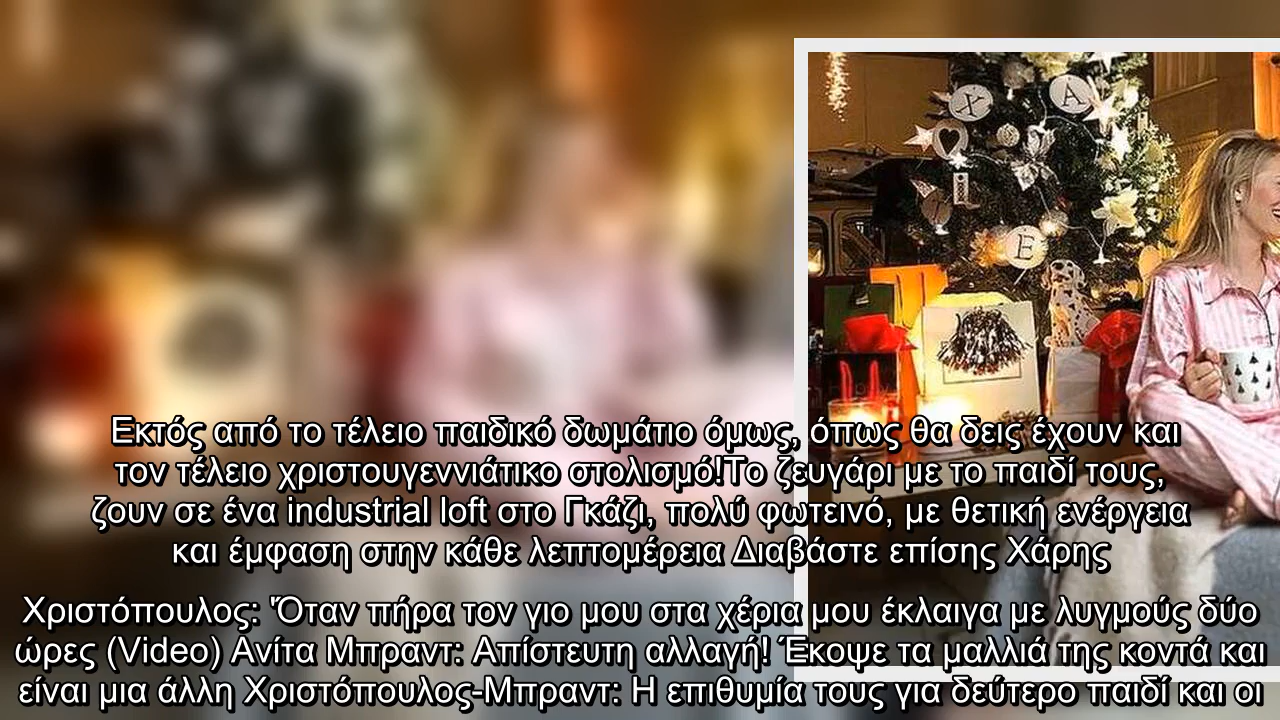 Χ Α
Ι
Ε
Εκτός από το τέλειο παιδικό δωμάτιο όμως, όπως θα δεις έχουν και
τον τέλειο χριστουγεννιάτικο στολισμό!Το ζευγάρι με το παιδί τους,
ζουν σε ένα industrial loft στο Γκάζι, πολύ φωτεινό, με θετική ενέργεια
και έμφαση στην κάθε λεπτομέρεια Διαβάστε επίσης Χάρης
Χριστόπουλος: Όταν πήρα τον γιο μου στα χέρια μου έκλαιγα με λυγμούς δύο
ώρες (Video) Ανίτα Μπραντ: Απίστευτη αλλαγή! Έκοψε τα μαλλιά της κοντά και
είναι μια άλλη Χριστόπουλος-Μπραντ: Η επιθυμία τους για δεύτερο παιδί και οι